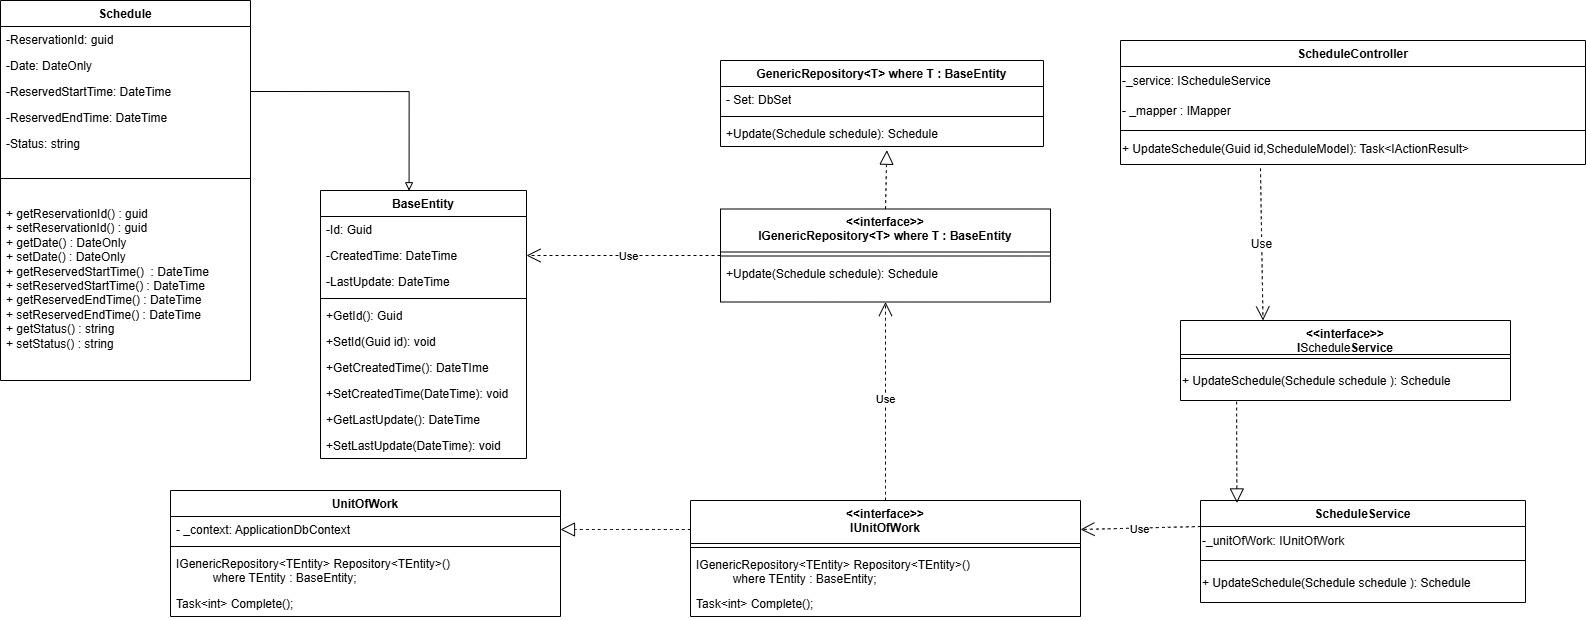 Schedule
-ReservationId: guid
-Date: DateOnly
-ReservedStartTime: DateTime
-ReservedEndTime: DateTime
-Status: string
+ getReservationId() : guid
+ setReservationId() : guid
+ getDate() : DateOnly
+ setDate() : DateOnly
+ getReservedStartTime()  : DateTime
+ setReservedStartTime() : DateTime
+ getReservedEndTime() : DateTime
+ setReservedEndTime() : DateTime
+ getStatus() : string
+ setStatus() : string
BaseEntity
-Id: Guid
-CreatedTime: DateTime
-LastUpdate: DateTime
+GetId(): Guid
+SetId(Guid id): void
+GetCreatedTime(): DateTIme
+SetCreatedTime(DateTime): void
+GetLastUpdate(): DateTime
+SetLastUpdate(DateTime): void
Use
GenericRepository<T> where T : BaseEntity
- Set: DbSet
+Update(Schedule schedule): Schedule
<<interface>>
IGenericRepository<T> where T : BaseEntity
+Update(Schedule schedule): Schedule
Use
ScheduleController
-_service: IScheduleService
- _mapper : IMapper
+ UpdateSchedule(Guid id,ScheduleModel): Task<IActionResult>
Use
<<interface>>
IScheduleService
+ UpdateSchedule(Schedule schedule ): Schedule
UnitOfWork
- _context: ApplicationDbContext
IGenericRepository<TEntity> Repository<TEntity>()
where TEntity : BaseEntity;
Task<int> Complete();
<<interface>>
IUnitOfWork
IGenericRepository<TEntity> Repository<TEntity>()
where TEntity : BaseEntity;
Task<int> Complete();
Use
ScheduleService
-_unitOfWork: IUnitOfWork
+ UpdateSchedule(Schedule schedule ): Schedule